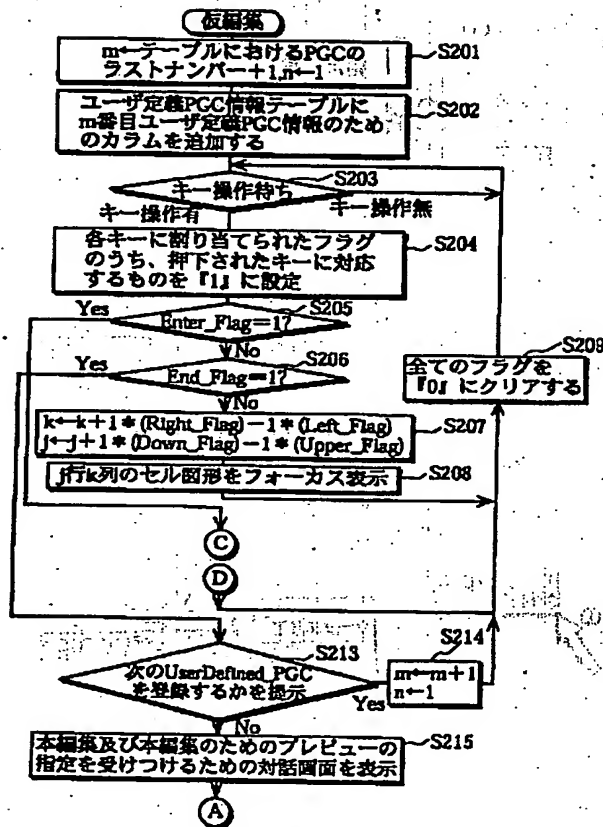 仮編集
m←テーブルにおけるPGCの
ラストナンバー+1,n←1
S201
ユーザ定義PGC情報テーブルに
m番目ユーザ定義PGC情報のため
のカラムを追加する
S202
キー操作待ち
S203
キー操作有
キー操作無
各キーに割り当てられたフラグ
のうち、押下されたキーに対応
するものを『1』に設定
S204
Yes
Enter_Flag=1?
S205
No
Yes
End_Flag=1?
S206
No
全てのフラグを
『0』にクリアする
S209
k←k+1*(Right_Flag)-1*(Left_Flag)
j←j+1*(Down_Flag)-1*(Upper_Flag)
S207
j行k列のセル図形をフォーカス表示
S208
C
D
次のUserDefined_PGC
を登録するかを提示
S213
Yes
m←m+1
n←1
S214
No
本編集及び本編集のためのプレビューの
指定を受けつけるための対話画面を表示
S215
A